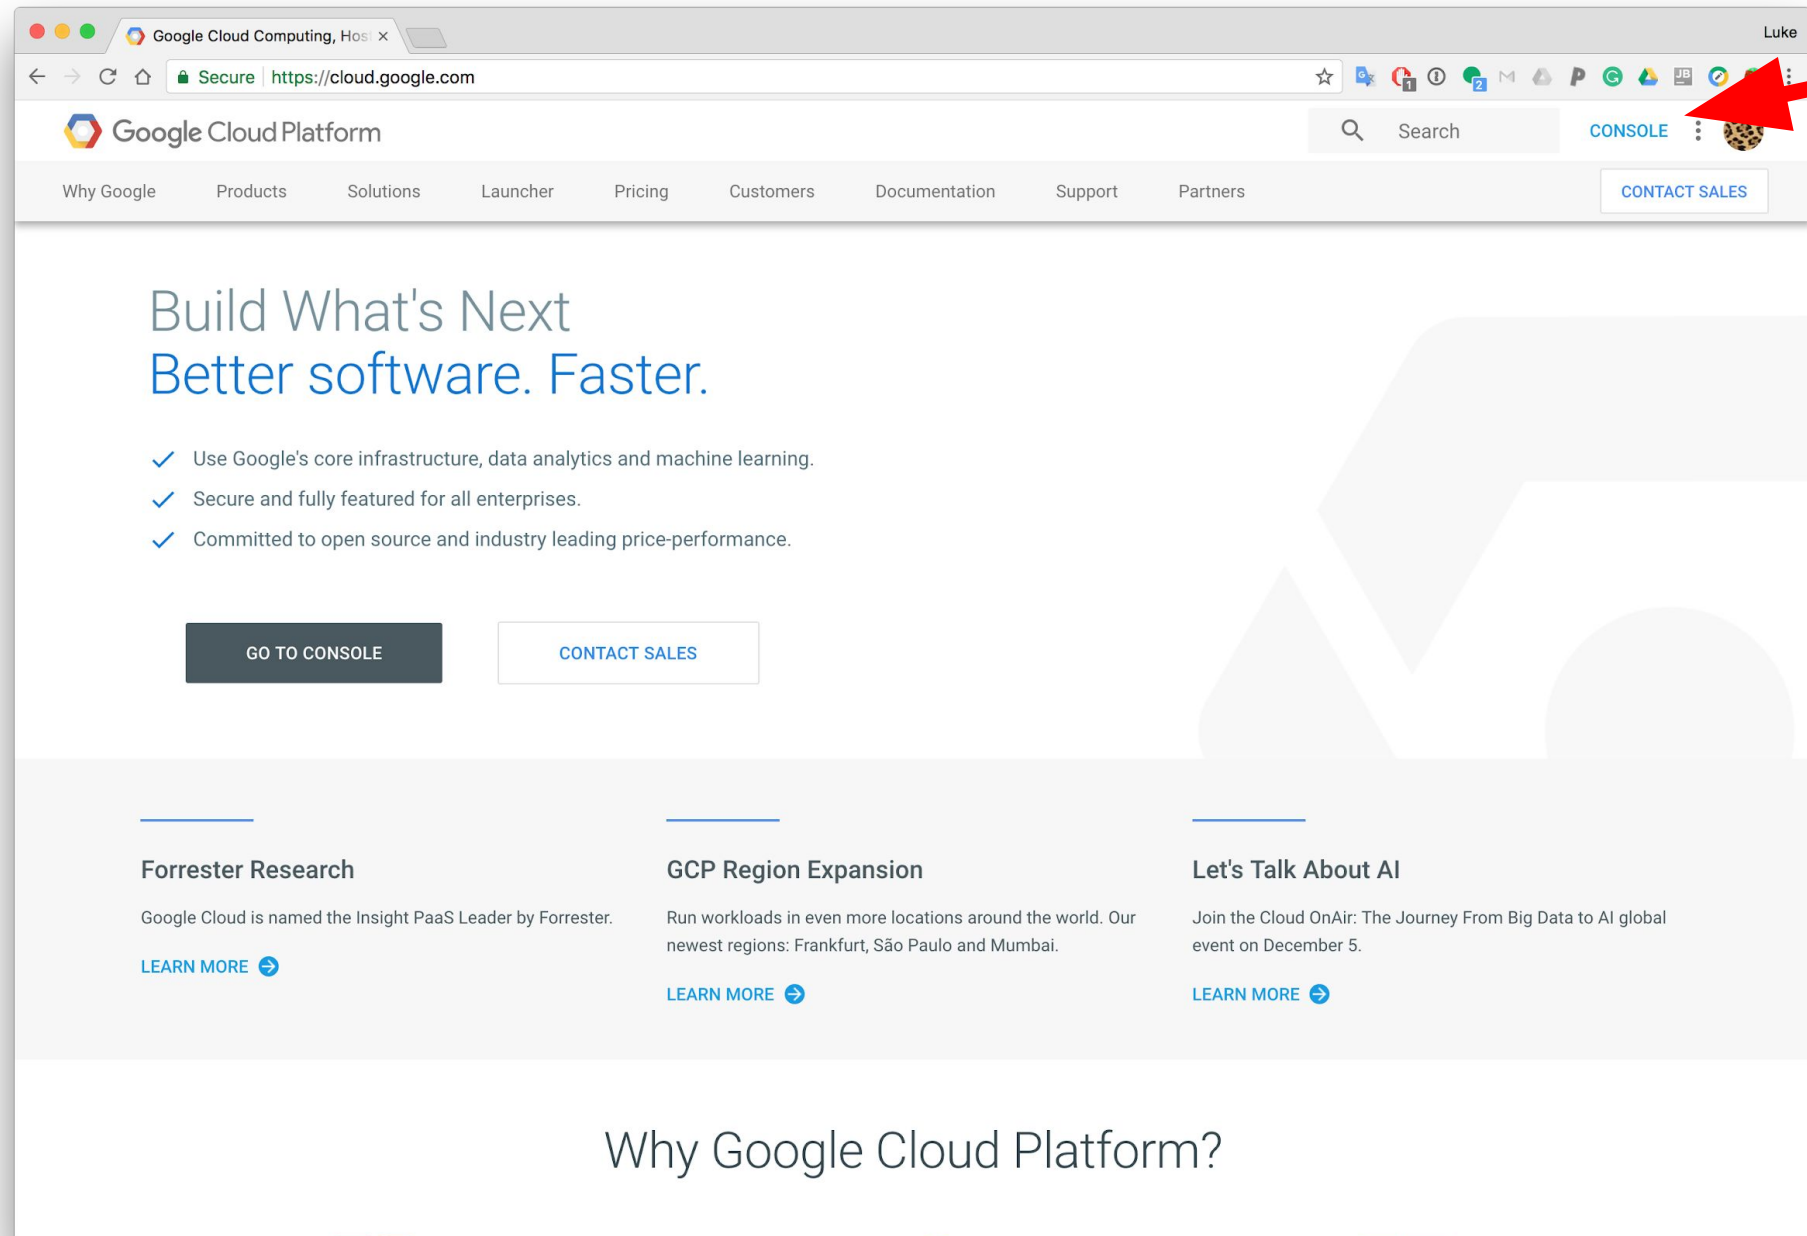 Luke
Google Cloud Computing, Hos
Secure https://cloud.google.com
1
2
JB
Google Cloud Platform
Search
CONSOLE
Why Google Products Solutions Launcher Pricing Customers Documentation Support Partners
CONTACT SALES
Build What's Next
Better software. Faster.
Use Google's core infrastructure, data analytics and machine learning.
Secure and fully featured for all enterprises.
Committed to open source and industry leading price-performance.
GO TO CONSOLE
CONTACT SALES
Forrester Research
Google Cloud is named the Insight PaaS Leader by Forrester.
LEARN MORE
GCP Region Expansion
Run workloads in even more locations around the world. Our
newest regions: Frankfurt, São Paulo and Mumbai.
LEARN MORE
Let's Talk About AI
Join the Cloud OnAir: The Journey From Big Data to AI global
event on December 5.
LEARN MORE
Why Google Cloud Platform?